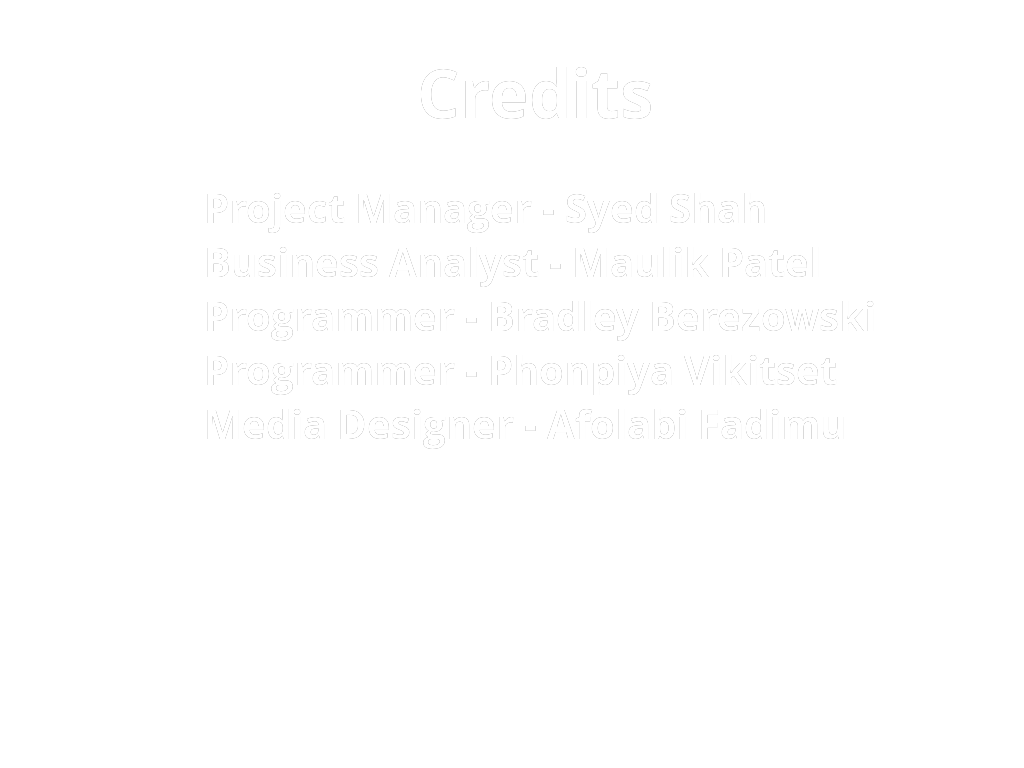 Credits
Project Manager - Syed Shah
Business Analyst - Maulik Patel
Programmer - Bradley Berezowski
Programmer - Phonpiya Vikitset
Media Designer - Afolabi Fadimu